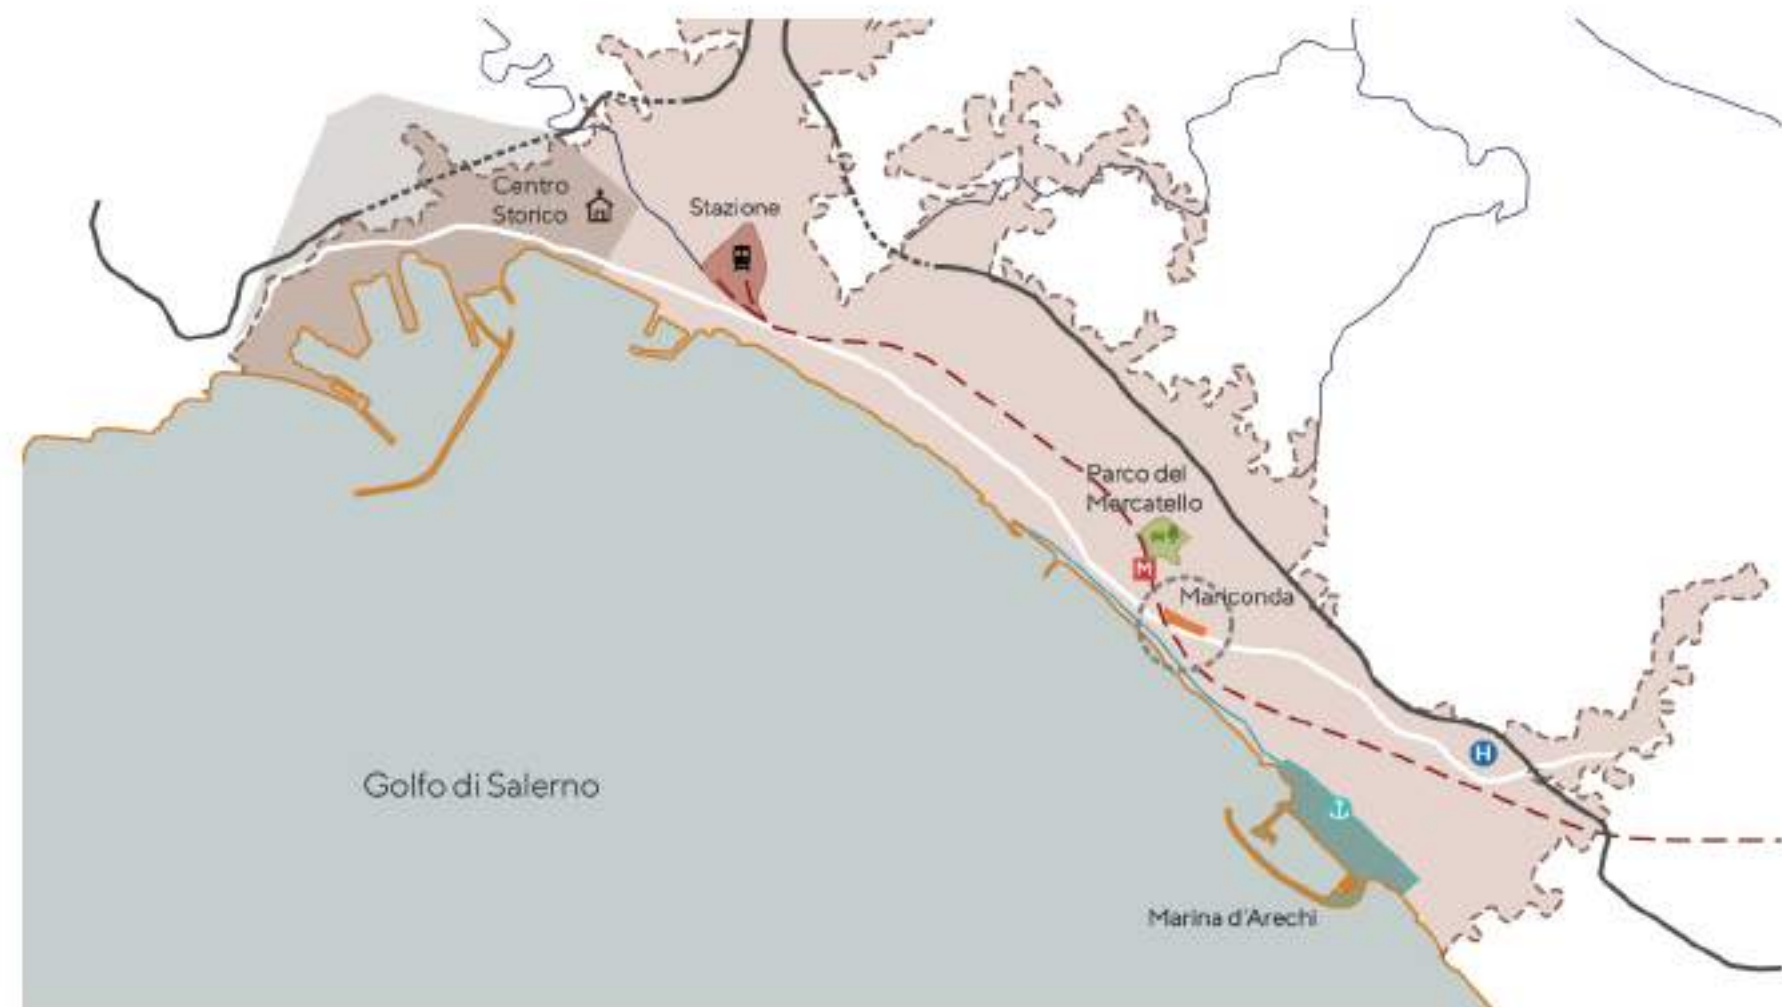 Centro
Storico
Stazione
Parco del
Mercatello
M
Mariconda
H
Golfo di Salerno
Marina d'Arechi